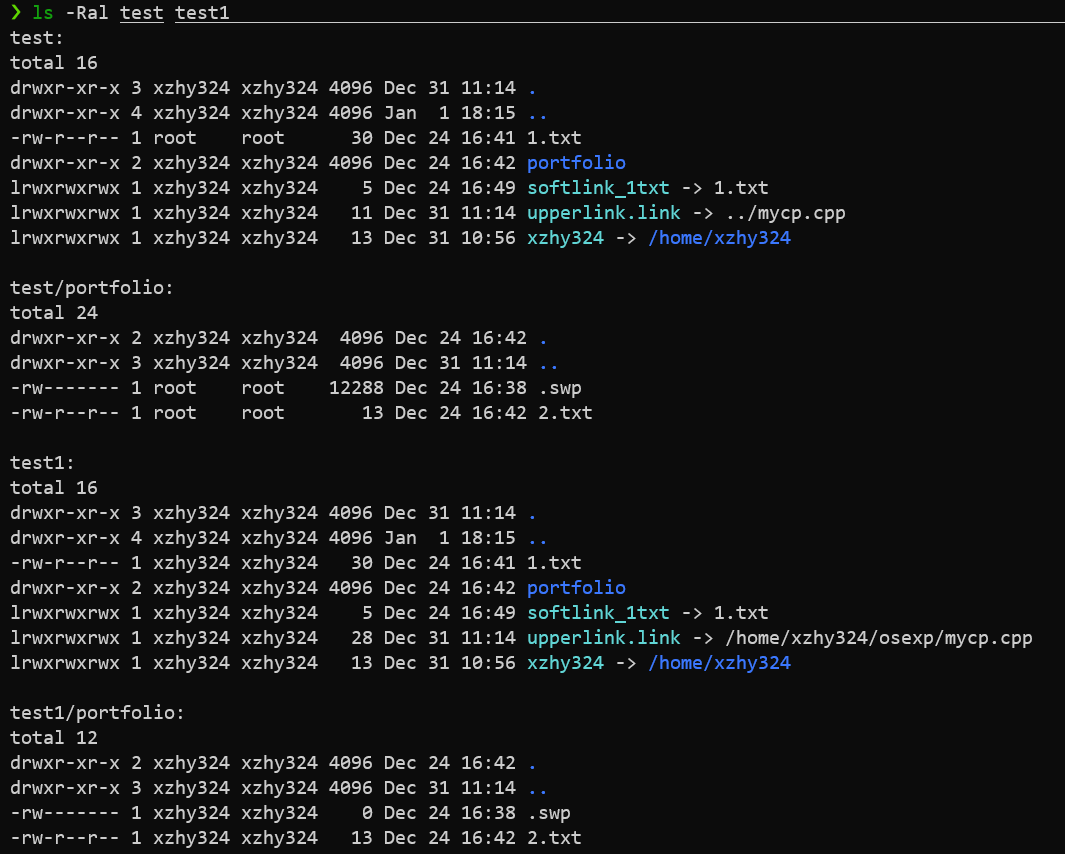 ❯ ls -Ral test test1
test:
total 16
drwxr-xr-x 3 xzhy324 xzhy324 4096 Dec 31 11:14 .
drwxr-xr-x 4 xzhy324 xzhy324 4096 Jan  1 18:15 ..
-rw-r--r-- 1 root    root      30 Dec 24 16:41 1.txt
drwxr-xr-x 2 xzhy324 xzhy324 4096 Dec 24 16:42 portfolio
lrwxrwxrwx 1 xzhy324 xzhy324    5 Dec 24 16:49 softlink_1txt -> 1.txt
lrwxrwxrwx 1 xzhy324 xzhy324   11 Dec 31 11:14 upperlink.link -> ../mycp.cpp
lrwxrwxrwx 1 xzhy324 xzhy324   13 Dec 31 10:56 xzhy324 -> /home/xzhy324

test/portfolio:
total 24
drwxr-xr-x 2 xzhy324 xzhy324  4096 Dec 24 16:42 .
drwxr-xr-x 3 xzhy324 xzhy324  4096 Dec 31 11:14 ..
-rw------- 1 root    root    12288 Dec 24 16:38 .swp
-rw-r--r-- 1 root    root       13 Dec 24 16:42 2.txt

test1:
total 16
drwxr-xr-x 3 xzhy324 xzhy324 4096 Dec 31 11:14 .
drwxr-xr-x 4 xzhy324 xzhy324 4096 Jan  1 18:15 ..
-rw-r--r-- 1 xzhy324 xzhy324   30 Dec 24 16:41 1.txt
drwxr-xr-x 2 xzhy324 xzhy324 4096 Dec 24 16:42 portfolio
lrwxrwxrwx 1 xzhy324 xzhy324    5 Dec 24 16:49 softlink_1txt -> 1.txt
lrwxrwxrwx 1 xzhy324 xzhy324   28 Dec 31 11:14 upperlink.link -> /home/xzhy324/osexp/mycp.cpp
lrwxrwxrwx 1 xzhy324 xzhy324   13 Dec 31 10:56 xzhy324 -> /home/xzhy324

test1/portfolio:
total 12
drwxr-xr-x 2 xzhy324 xzhy324 4096 Dec 24 16:42 .
drwxr-xr-x 3 xzhy324 xzhy324 4096 Dec 31 11:14 ..
-rw------- 1 xzhy324 xzhy324    0 Dec 24 16:38 .swp
-rw-r--r-- 1 xzhy324 xzhy324   13 Dec 24 16:42 2.txt